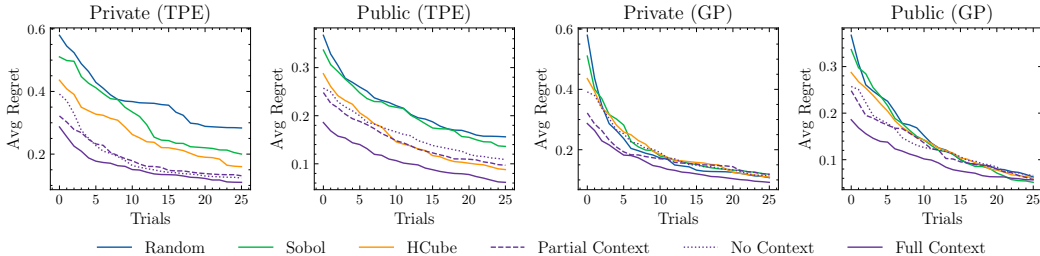 Private (TPE) Public (TPE) Private (GP) Public (GP)
Avg Regret
0.6
0.4
0.2
0 5 10 15 20 25
Trials
Avg Regret
0.3
0.2
0.1
0 5 10 15 20 25
Trials
Avg Regret
0.6
0.4
0.2
0 5 10 15 20 25
Trials
Avg Regret
0.3
0.2
0.1
0 5 10 15 20 25
Trials
Random Sobol HCube Partial Context No Context Full Context